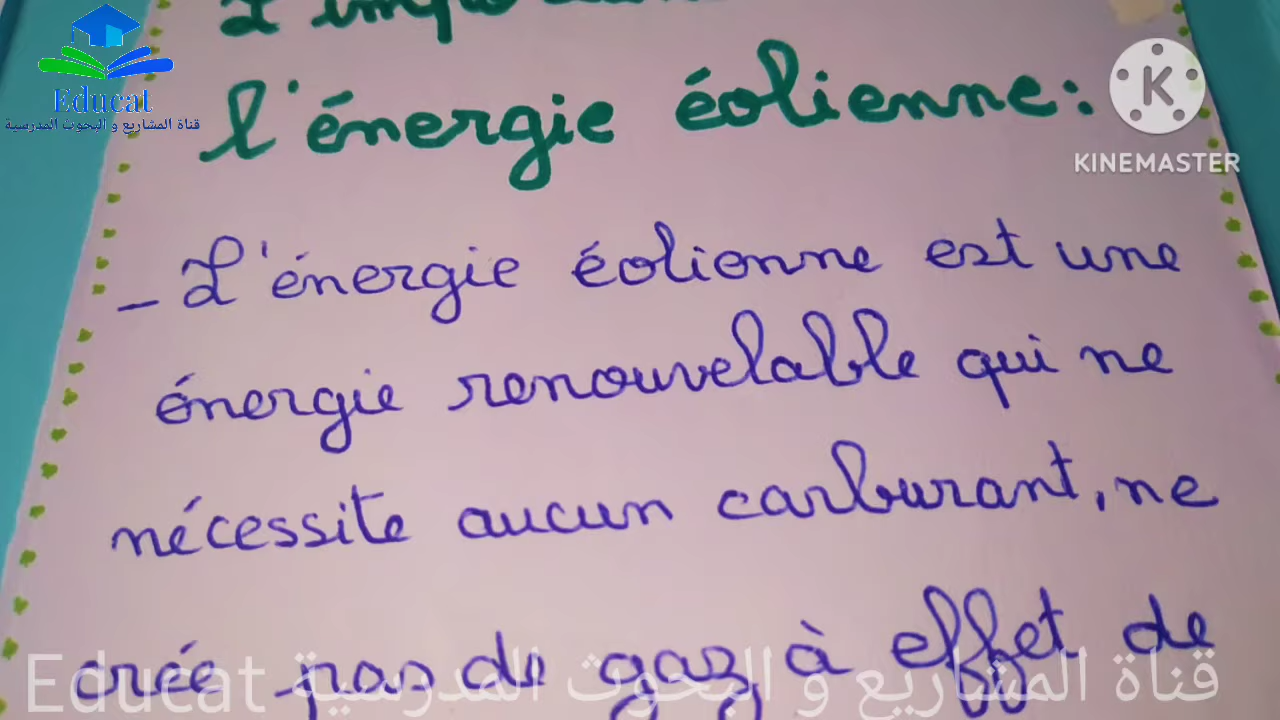 Educat
قناة المشاريع و البحوث المدرسية
K
KINEMASTER
l'énergie éolienne:
- L'énergie éolienne est une
énergie renouvelable qui ne
nécessite aucun carburant, ne
crée pas de gaz à effet de
Educat قناة المشاريع و البحوث المدرسية